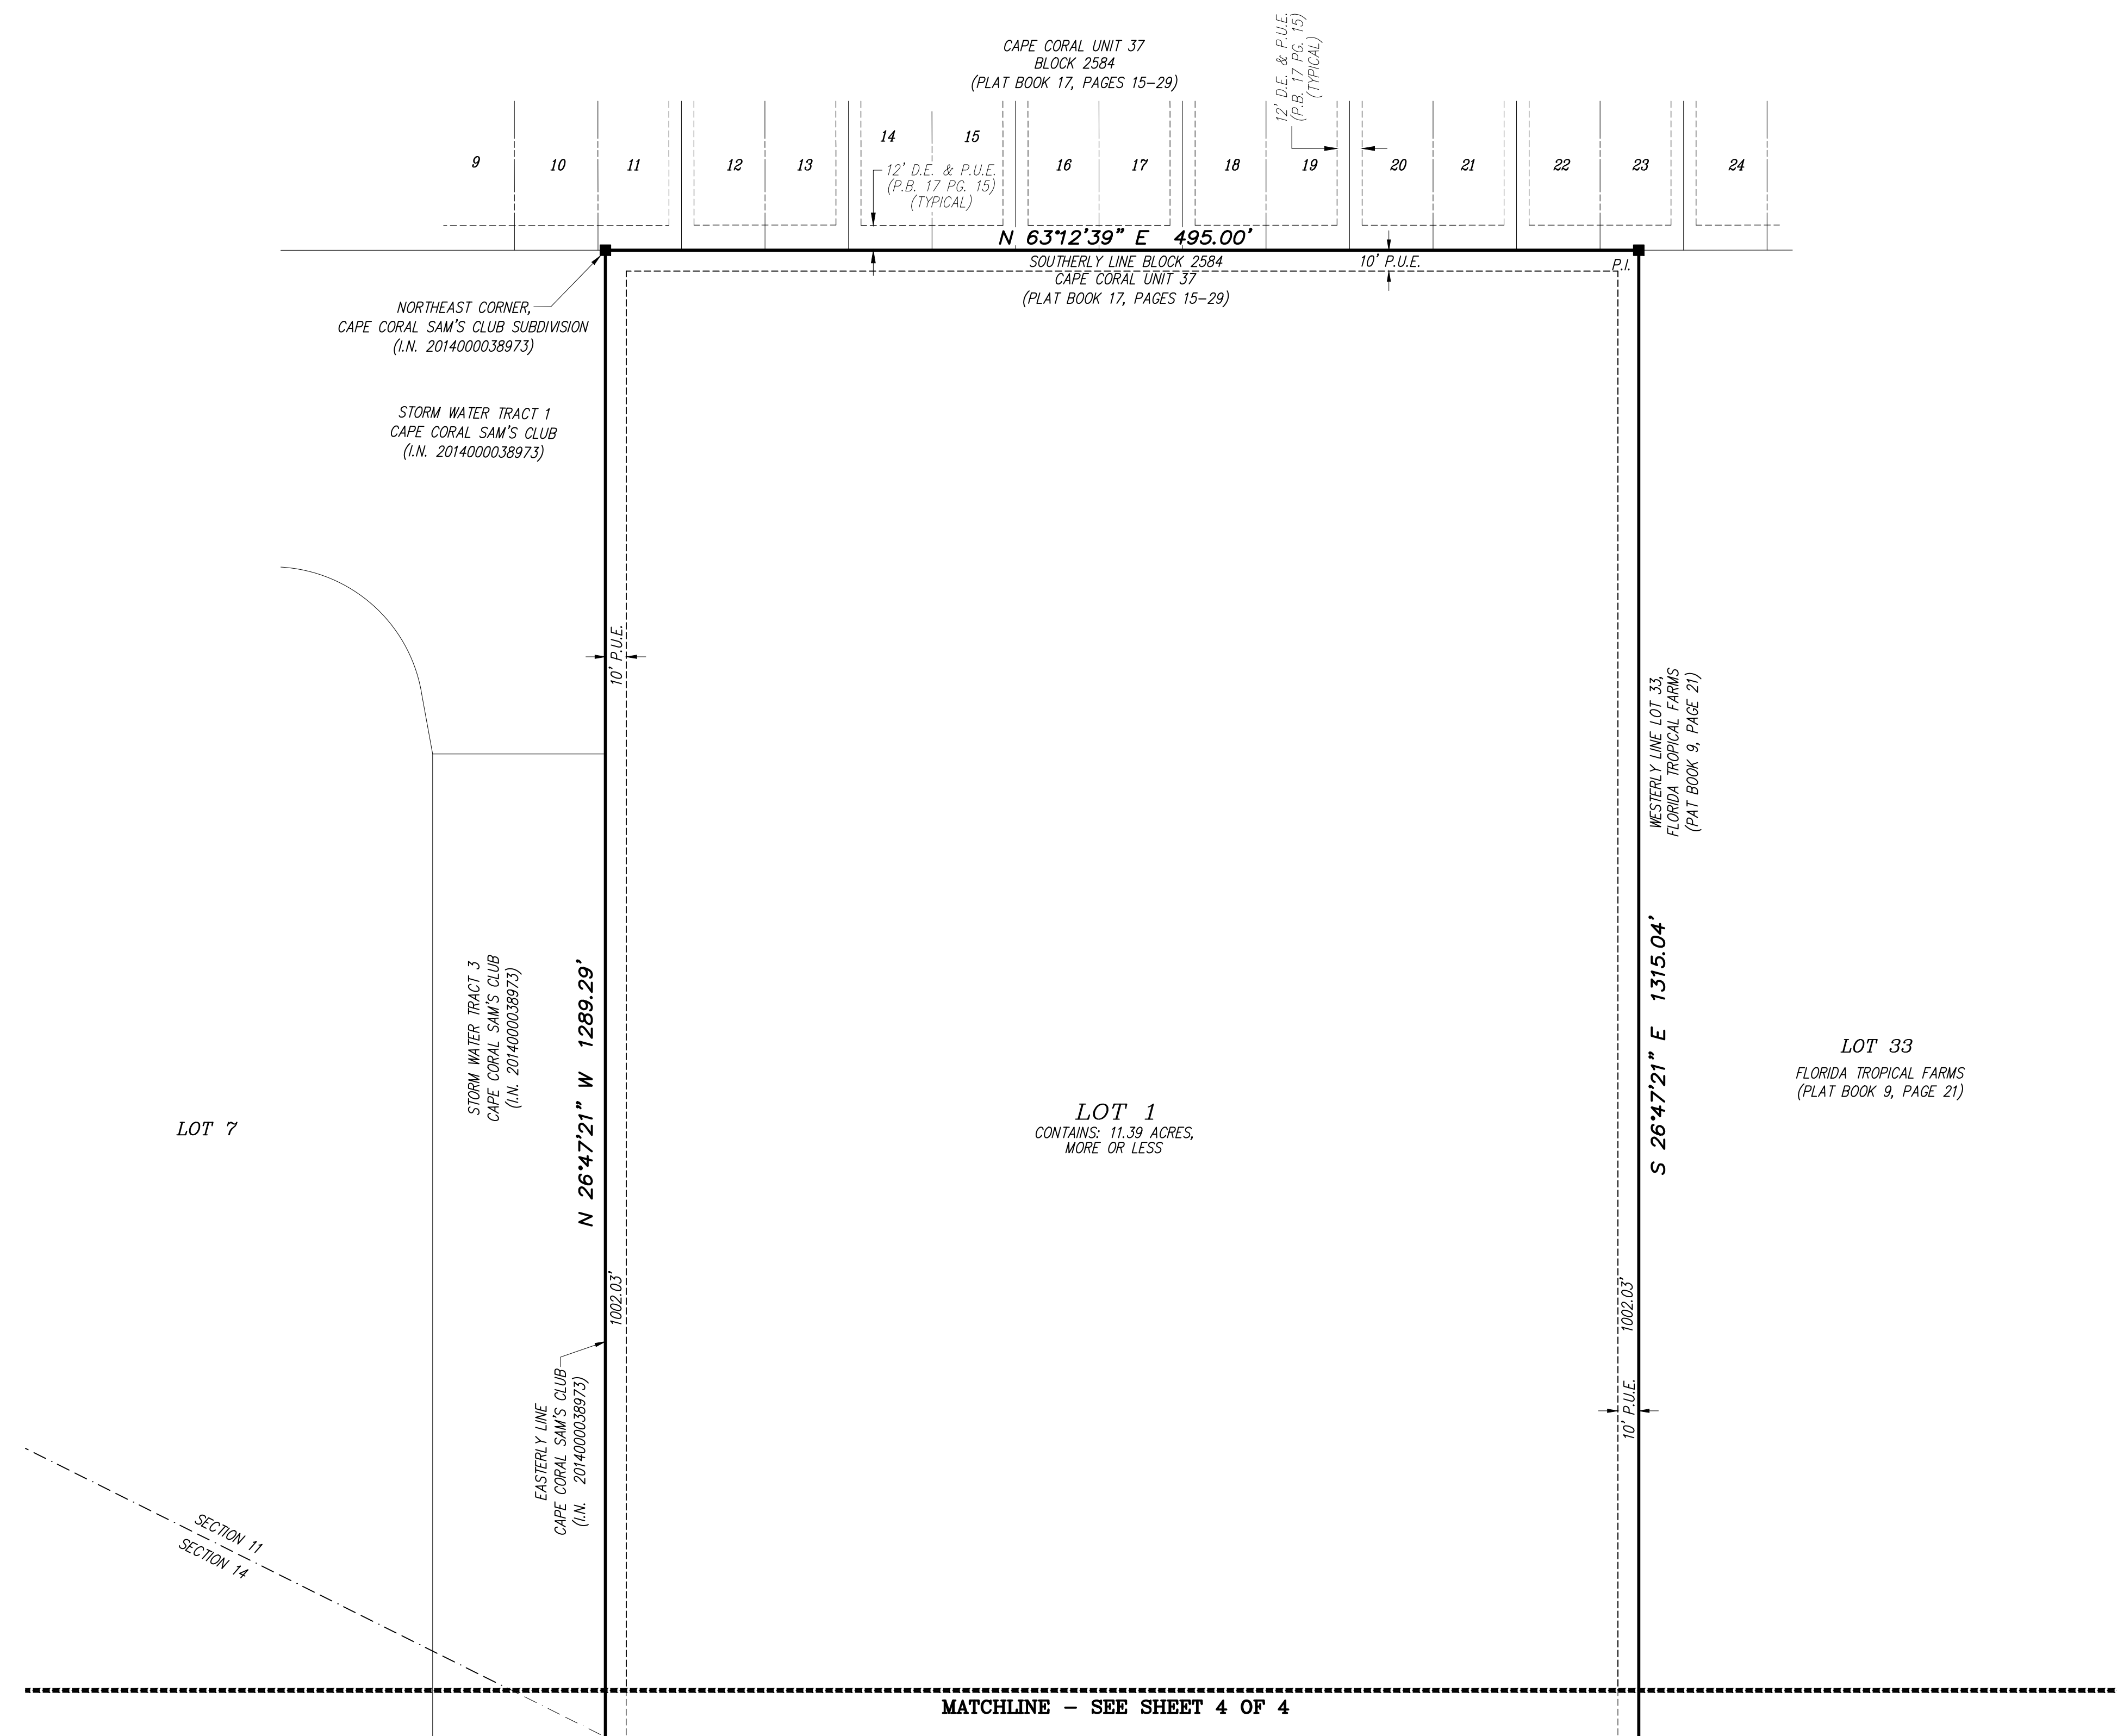 CAPE CORAL UNIT 37
BLOCK 2584
(PLAT BOOK 17, PAGES 15-29)
12' D.E. & P.U.E.
(P.B. 17 PG. 15)
(TYPICAL)
9
10
11
12
13
14
15
16
17
18
19
20
21
22
23
24
12' D.E. & P.U.E.
(P.B. 17 PG. 15)
(TYPICAL)
N 63°12'39" E 495.00'
SOUTHERLY LINE BLOCK 2584
CAPE CORAL UNIT 37
(PLAT BOOK 17, PAGES 15-29)
10' P.U.E.
P.I.
NORTHEAST CORNER,
CAPE CORAL SAM'S CLUB SUBDIVISION
(I.N. 2014000038973)
STORM WATER TRACT 1
CAPE CORAL SAM'S CLUB
(I.N. 2014000038973)
10' P.U.E.
WESTERLY LINE LOT 33,
FLORIDA TROPICAL FARMS
(PAT BOOK 9, PAGE 21)
STORM WATER TRACT 3
CAPE CORAL SAM'S CLUB
(I.N. 2014000038973)
N 26°47'21" W 1289.29'
S 26°47'21" E 1315.04'
LOT 33
FLORIDA TROPICAL FARMS
(PLAT BOOK 9, PAGE 21)
LOT 7
LOT 1
CONTAINS: 11.39 ACRES,
MORE OR LESS
1002.03'
1002.03'
EASTERLY LINE
CAPE CORAL SAM'S CLUB
(I.N. 2014000038973)
10' P.U.E.
SECTION 11
SECTION 14
MATCHLINE - SEE SHEET 4 OF 4